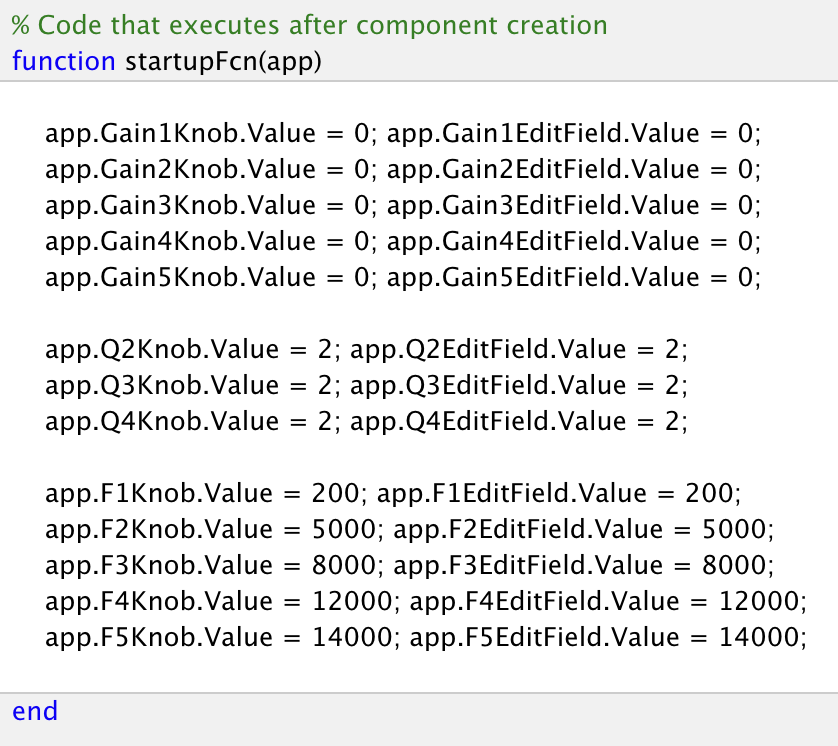 % Code that executes after component creation
function startupFcn(app)
app.Gain1Knob.Value = 0; app.Gain1EditField.Value = 0;
app.Gain2Knob.Value = 0; app.Gain2EditField.Value = 0;
app.Gain3Knob.Value = 0; app.Gain3EditField.Value = 0;
app.Gain4Knob.Value = 0; app.Gain4EditField.Value = 0;
app.Gain5Knob.Value = 0; app.Gain5EditField.Value = 0;
app.Q2Knob.Value = 2; app.Q2EditField.Value = 2;
app.Q3Knob.Value = 2; app.Q3EditField.Value = 2;
app.Q4Knob.Value = 2; app.Q4EditField.Value = 2;
app.F1Knob.Value = 200; app.F1EditField.Value = 200;
app.F2Knob.Value = 5000; app.F2EditField.Value = 5000;
app.F3Knob.Value = 8000; app.F3EditField.Value = 8000;
app.F4Knob.Value = 12000; app.F4EditField.Value = 12000;
app.F5Knob.Value = 14000; app.F5EditField.Value = 14000;
end